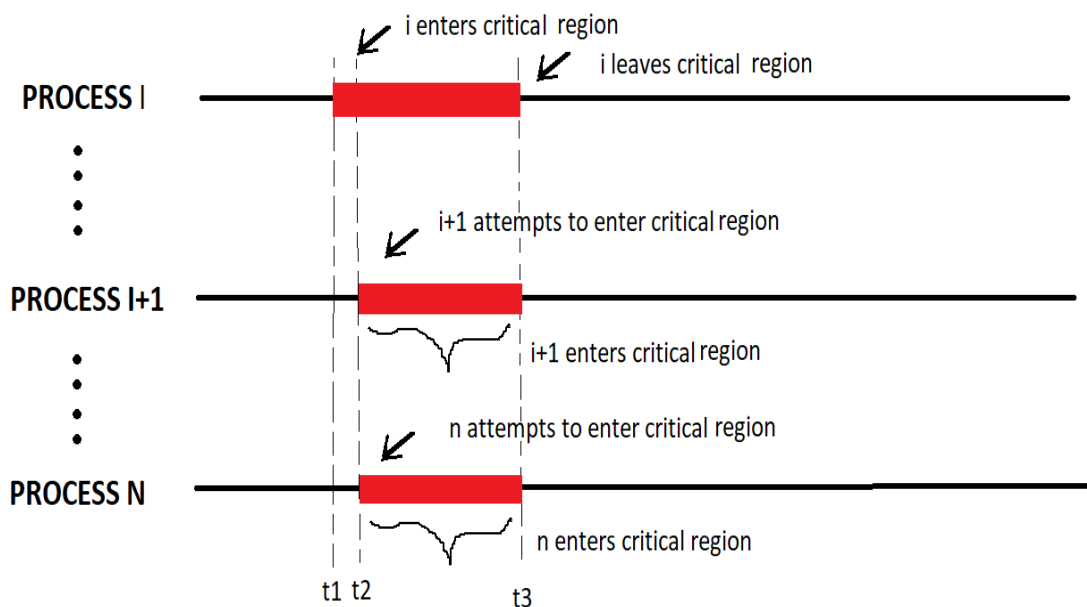 i enters critical region
i leaves critical region
PROCESS I
i+1 attempts to enter critical region
PROCESS I+1
i+1 enters critical region
n attempts to enter critical region
PROCESS N
n enters critical region
t1 t2 t3